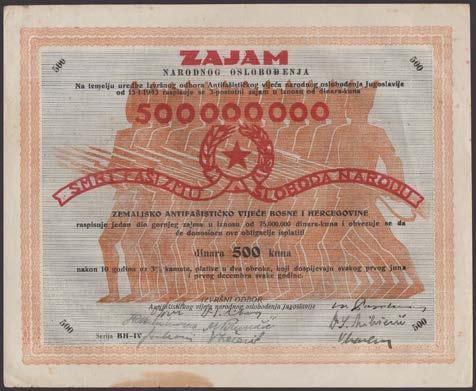 500
500
ZAJAM
NARODNOG OSLOBOĐENJA
Na temelju uredbe Izvršnog odbora Antifašističkog vijeća narodnog oslobođenja Jugoslavije
od 15-I-1943 raspisuje se 3-postotni zajam u iznosu od dinara-kuna
500000000
SMRT FAŠIZMU SLOBODA NARODU
ZEMALJSKO ANTIFAŠISTIČKO VIJEĆE BOSNE I HERCEGOVINE
raspisuje jedan dio gornjeg zajma u iznosu od 75,000.000 dinara-kuna i obvezuje se da
će donosiocu ove obligacije isplatiti
dinara 500 kuna
nakon 10 godina uz 3% kamata, plative u dva obroka, koji dospijevaju svakog prvog juna
i prvog decembra svake godine.
IZVRŠNI ODBOR
Antifašističkog vijeća narodnog oslobođenja Jugoslavije
500
500
Serija BH-IV